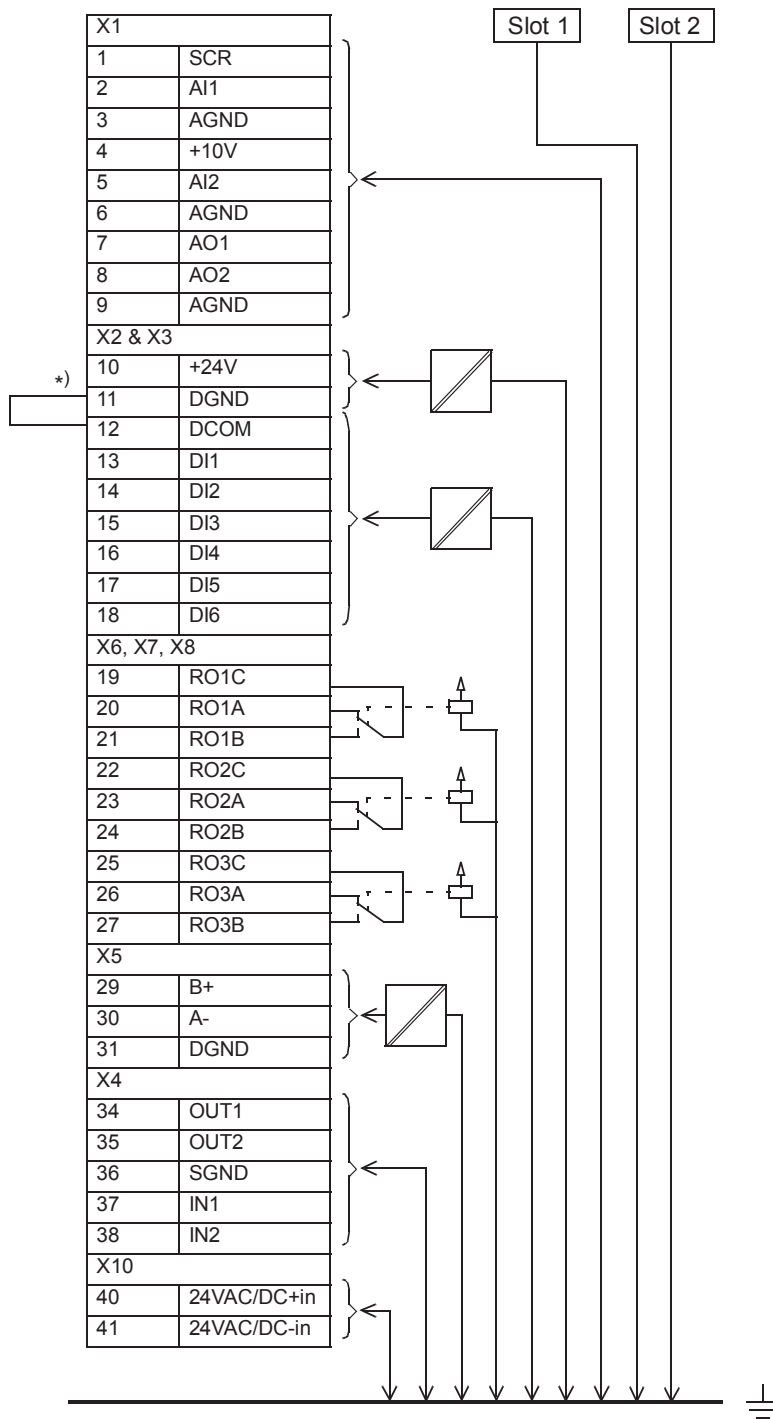 Slot 1 Slot 2
X1
1 SCR
2 AI1
3 AGND
4 +10V
5 AI2
6 AGND
7 AO1
8 AO2
9 AGND
X2 & X3
10 +24V
*)
11 DGND
12 DCOM
13 DI1
14 DI2
15 DI3
16 DI4
17 DI5
18 DI6
X6, X7, X8
19 RO1C
20 RO1A
21 RO1B
22 RO2C
23 RO2A
24 RO2B
25 RO3C
26 RO3A
27 RO3B
X5
29 B+
30 A-
31 DGND
X4
34 OUT1
35 OUT2
36 SGND
37 IN1
38 IN2
X10
40 24VAC/DC+in
41 24VAC/DC-in